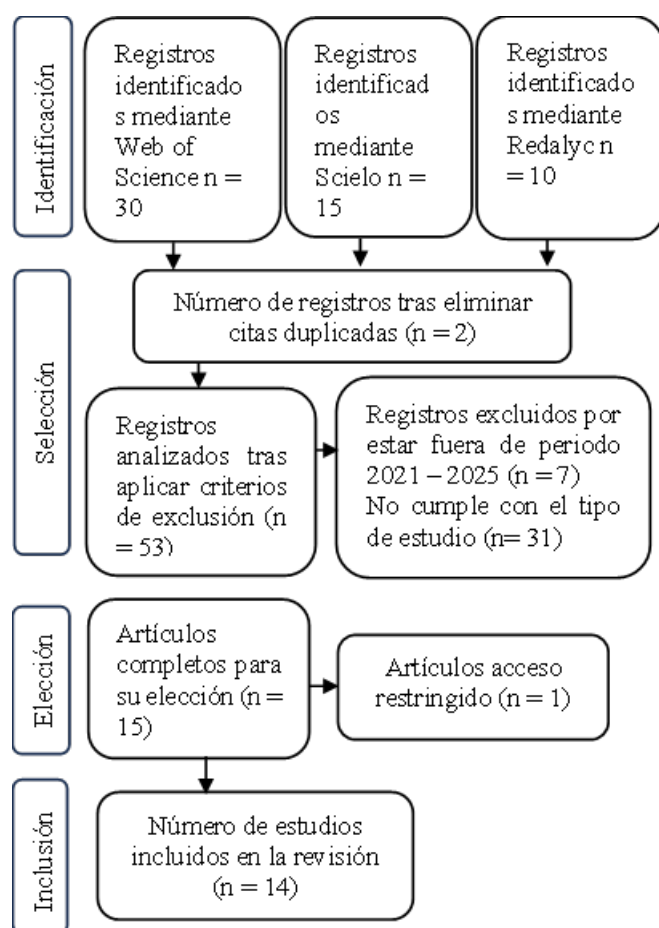 Identificación
Registros
identificado
s mediante
Web of
Science n =
30
Registros
identificad
os
mediante
Scielo n =
15
Registros
identificado
s mediante
Redalyc n
= 10
Selección
Número de registros tras eliminar
citas duplicadas (n = 2)
Registros
analizados tras
aplicar criterios
de exclusión (n
= 53)
Registros excluidos por
estar fuera de periodo
2021 – 2025 (n = 7)
No cumple con el tipo
de estudio (n= 31)
Elección
Artículos
completos para
su elección (n =
15)
Artículos acceso
restringido (n = 1)
Inclusión
Número de estudios
incluidos en la revisión
(n = 14)